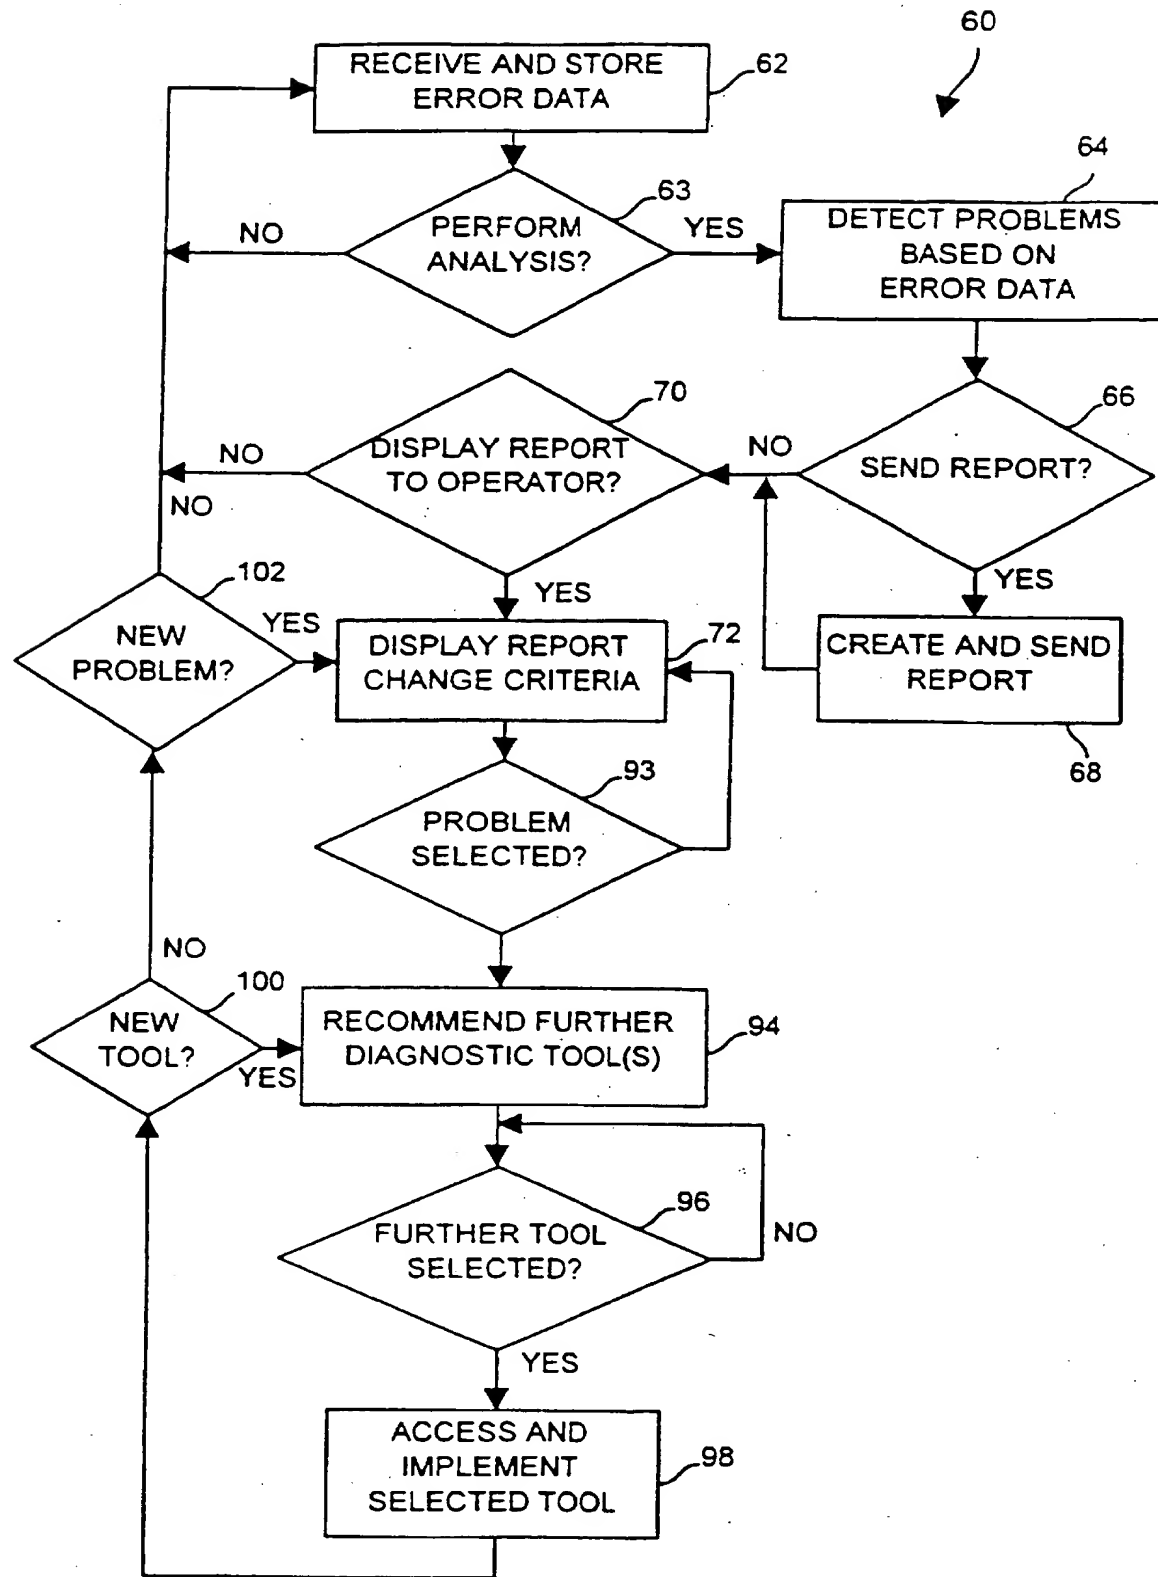 60
RECEIVE AND STORE
ERROR DATA
62
63
PERFORM
ANALYSIS?
NO
YES
64
DETECT PROBLEMS
BASED ON
ERROR DATA
66
SEND REPORT?
NO
YES
70
DISPLAY REPORT
TO OPERATOR?
NO
NO
YES
CREATE AND SEND
REPORT
68
102
NEW
PROBLEM?
YES
DISPLAY REPORT
CHANGE CRITERIA
72
93
PROBLEM
SELECTED?
NO
100
NEW
TOOL?
YES
RECOMMEND FURTHER
DIAGNOSTIC TOOL(S)
94
96
FURTHER TOOL
SELECTED?
NO
YES
ACCESS AND
IMPLEMENT
SELECTED TOOL
98